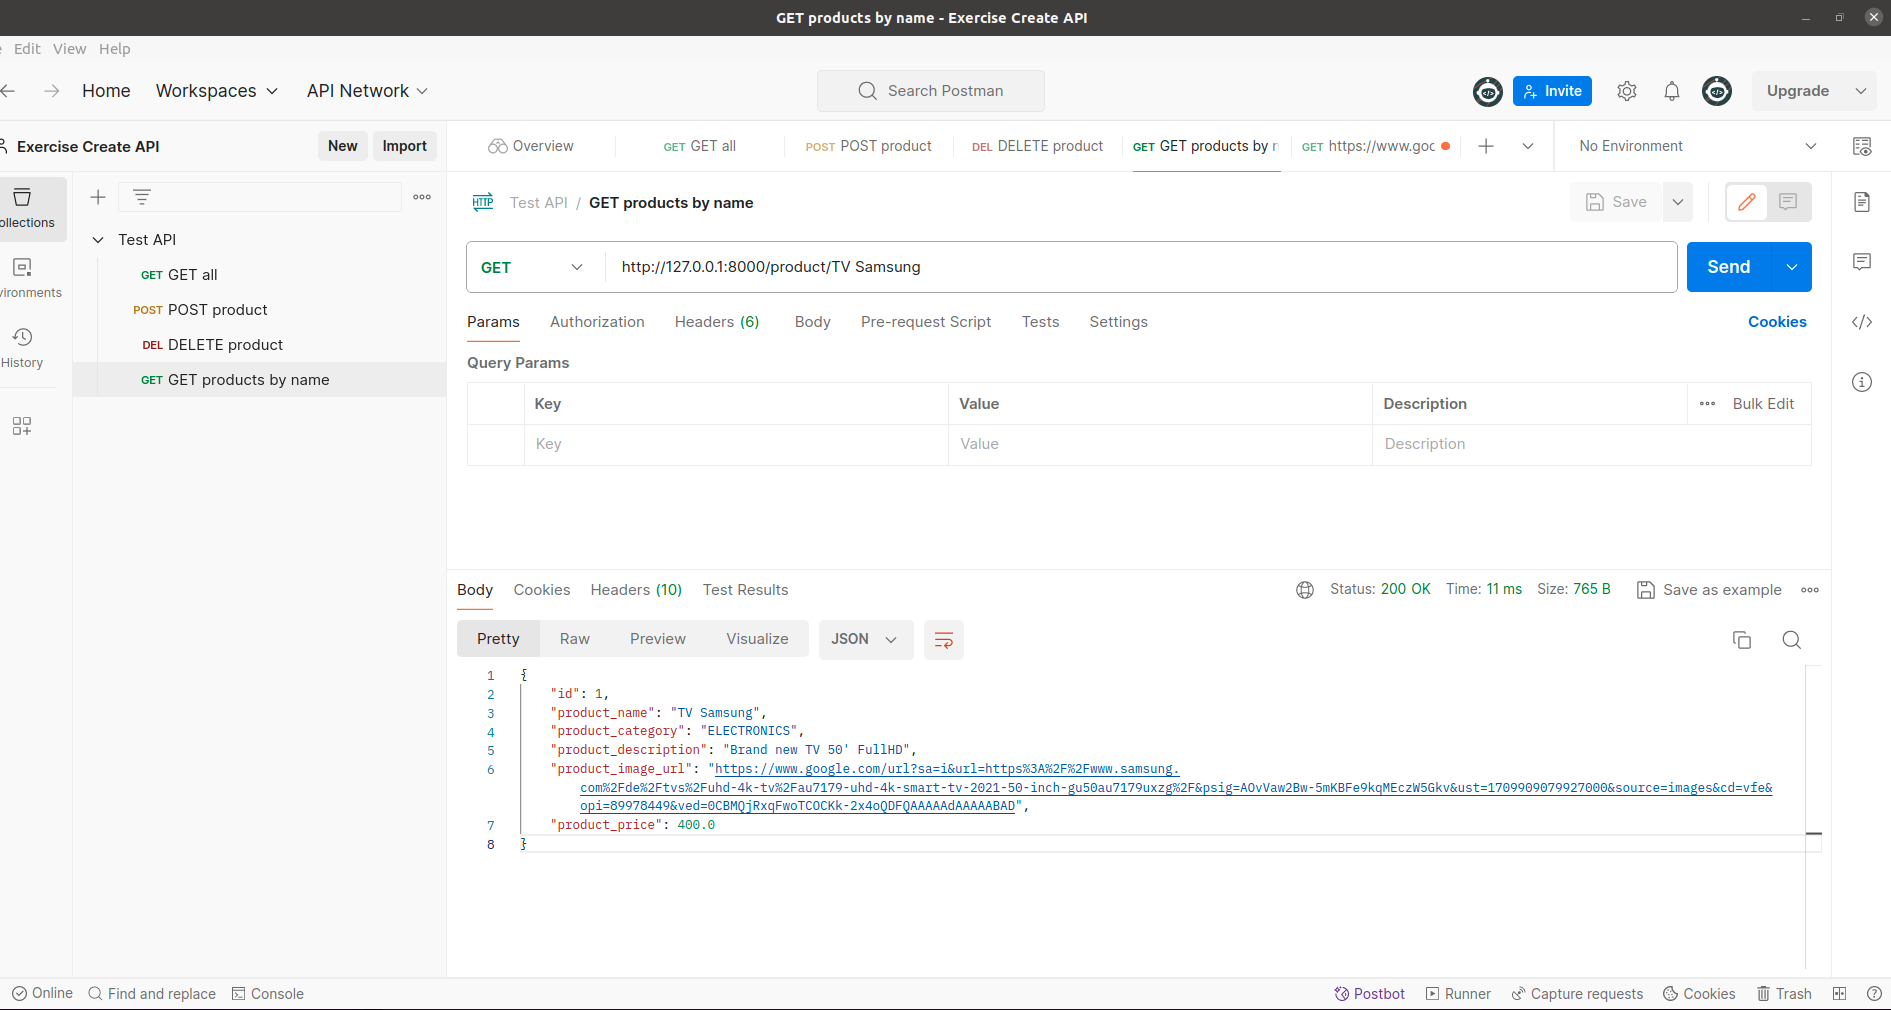 GET products by name - Exercise Create API
Edit View Help
Home Workspaces API Network Search Postman Invite Upgrade
Exercise Create API New Import
Overview GET GET all POST POST product DEL DELETE product GET GET products by n GET https://www.goo No Environment
ollections
vironments
History
Test API
GET GET all
POST POST product
DEL DELETE product
GET GET products by name
HTTP Test API / GET products by name Save
GET http://127.0.0.1:8000/product/TV Samsung Send
Params Authorization Headers (6) Body Pre-request Script Tests Settings Cookies
Query Params
Key Value Description Bulk Edit
Key Value Description
Body Cookies Headers (10) Test Results Status: 200 OK Time: 11 ms Size: 765 B Save as example
Pretty Raw Preview Visualize JSON
1 {
2 "id": 1,
3 "product_name": "TV Samsung",
4 "product_category": "ELECTRONICS",
5 "product_description": "Brand new TV 50' FullHD",
6 "product_image_url": "https://www.google.com/url?sa=i&url=https%3A%2F%2Fwww.samsung.
com%2Fde%2Ftvs%2Fuhd-4k-tv%2Fau7179-uhd-4k-smart-tv-2021-50-inch-gu50au7179uxzg%2F&psig=AOvVaw2Bw-5mKBFe9kqMEczW5Gkv&ust=1709909079927000&source=images&cd=vfe&
opi=89978449&ved=0CBMQjRxqFwoTCOCKk-2x4oQDFQAAAAAdAAAAABAD",
7 "product_price": 400.0
8 }
Online Find and replace Console Postbot Runner Capture requests Cookies Trash